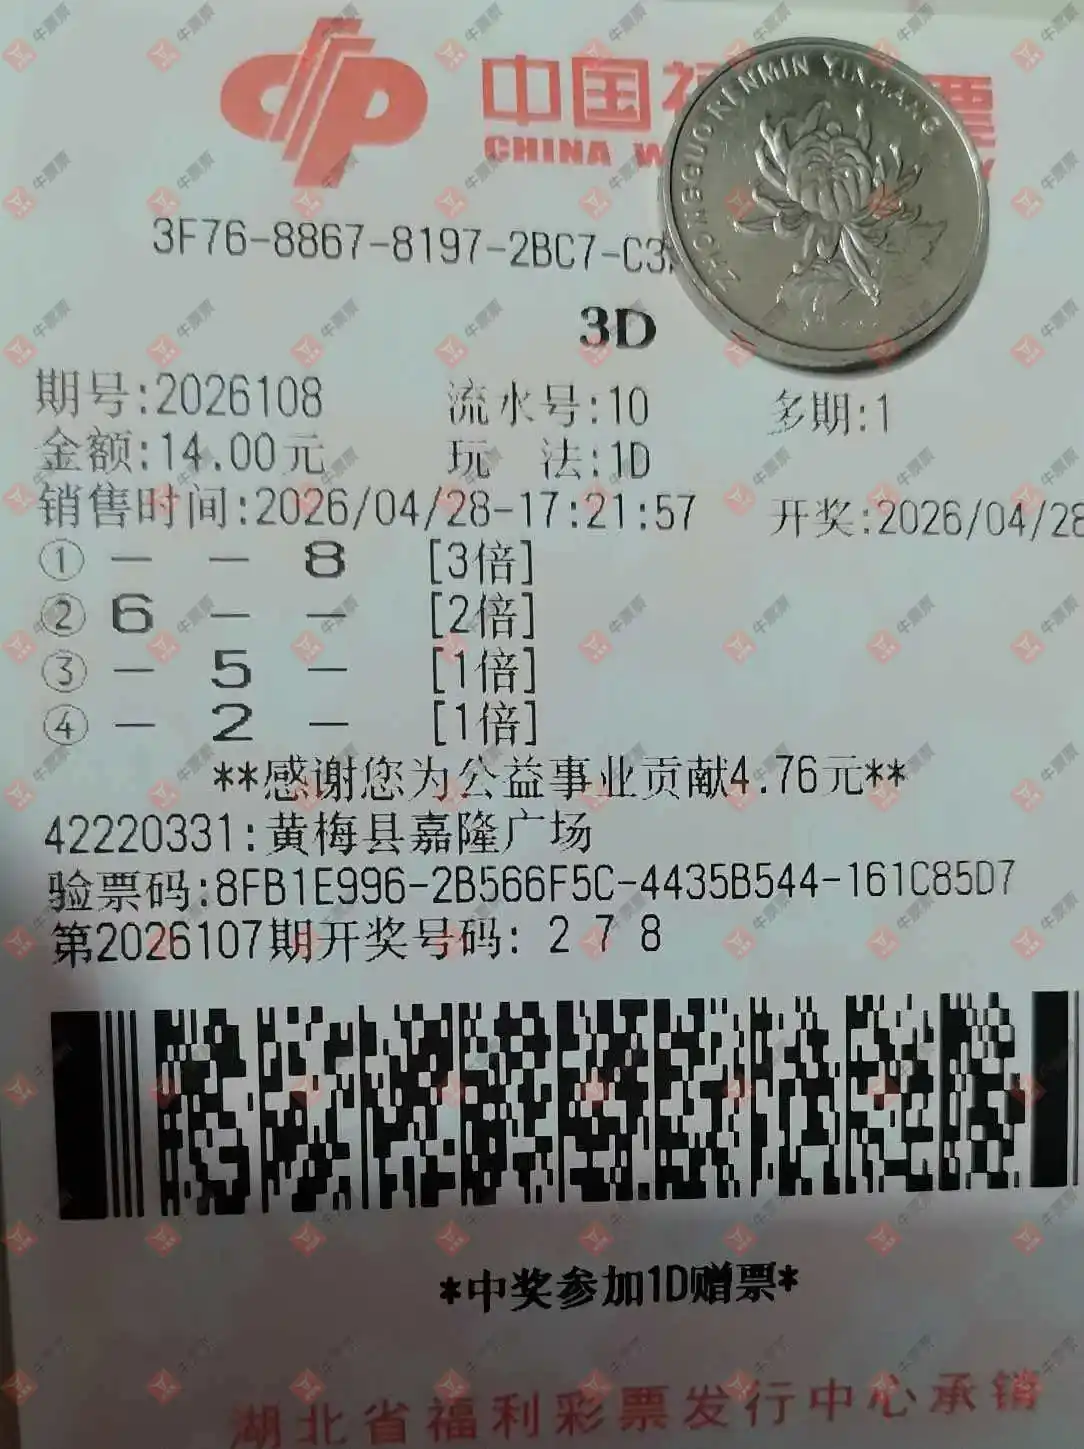 中国福 票
CHINA W
ZHONGGUO RENMIN YINHANG
3F76-8867-8197-2BC7-C3
3D
期号:2026108 流水号:10 多期:1
金额:14.00元 玩 法:1D
销售时间:2026/04/28-17:21:57 开奖:2026/04/28
① - - 8 [3倍]
② 6 - - [2倍]
③ - 5 - [1倍]
④ - 2 - [1倍]
**感谢您为公益事业贡献4.76元**
42220331:黄梅县嘉隆广场
验票码:8FB1E996-2B566F5C-4435B544-161C85D7
第2026107期开奖号码: 2 7 8
*中奖参加1D赠票*
湖北省福利彩票发行中心承销
牛票票